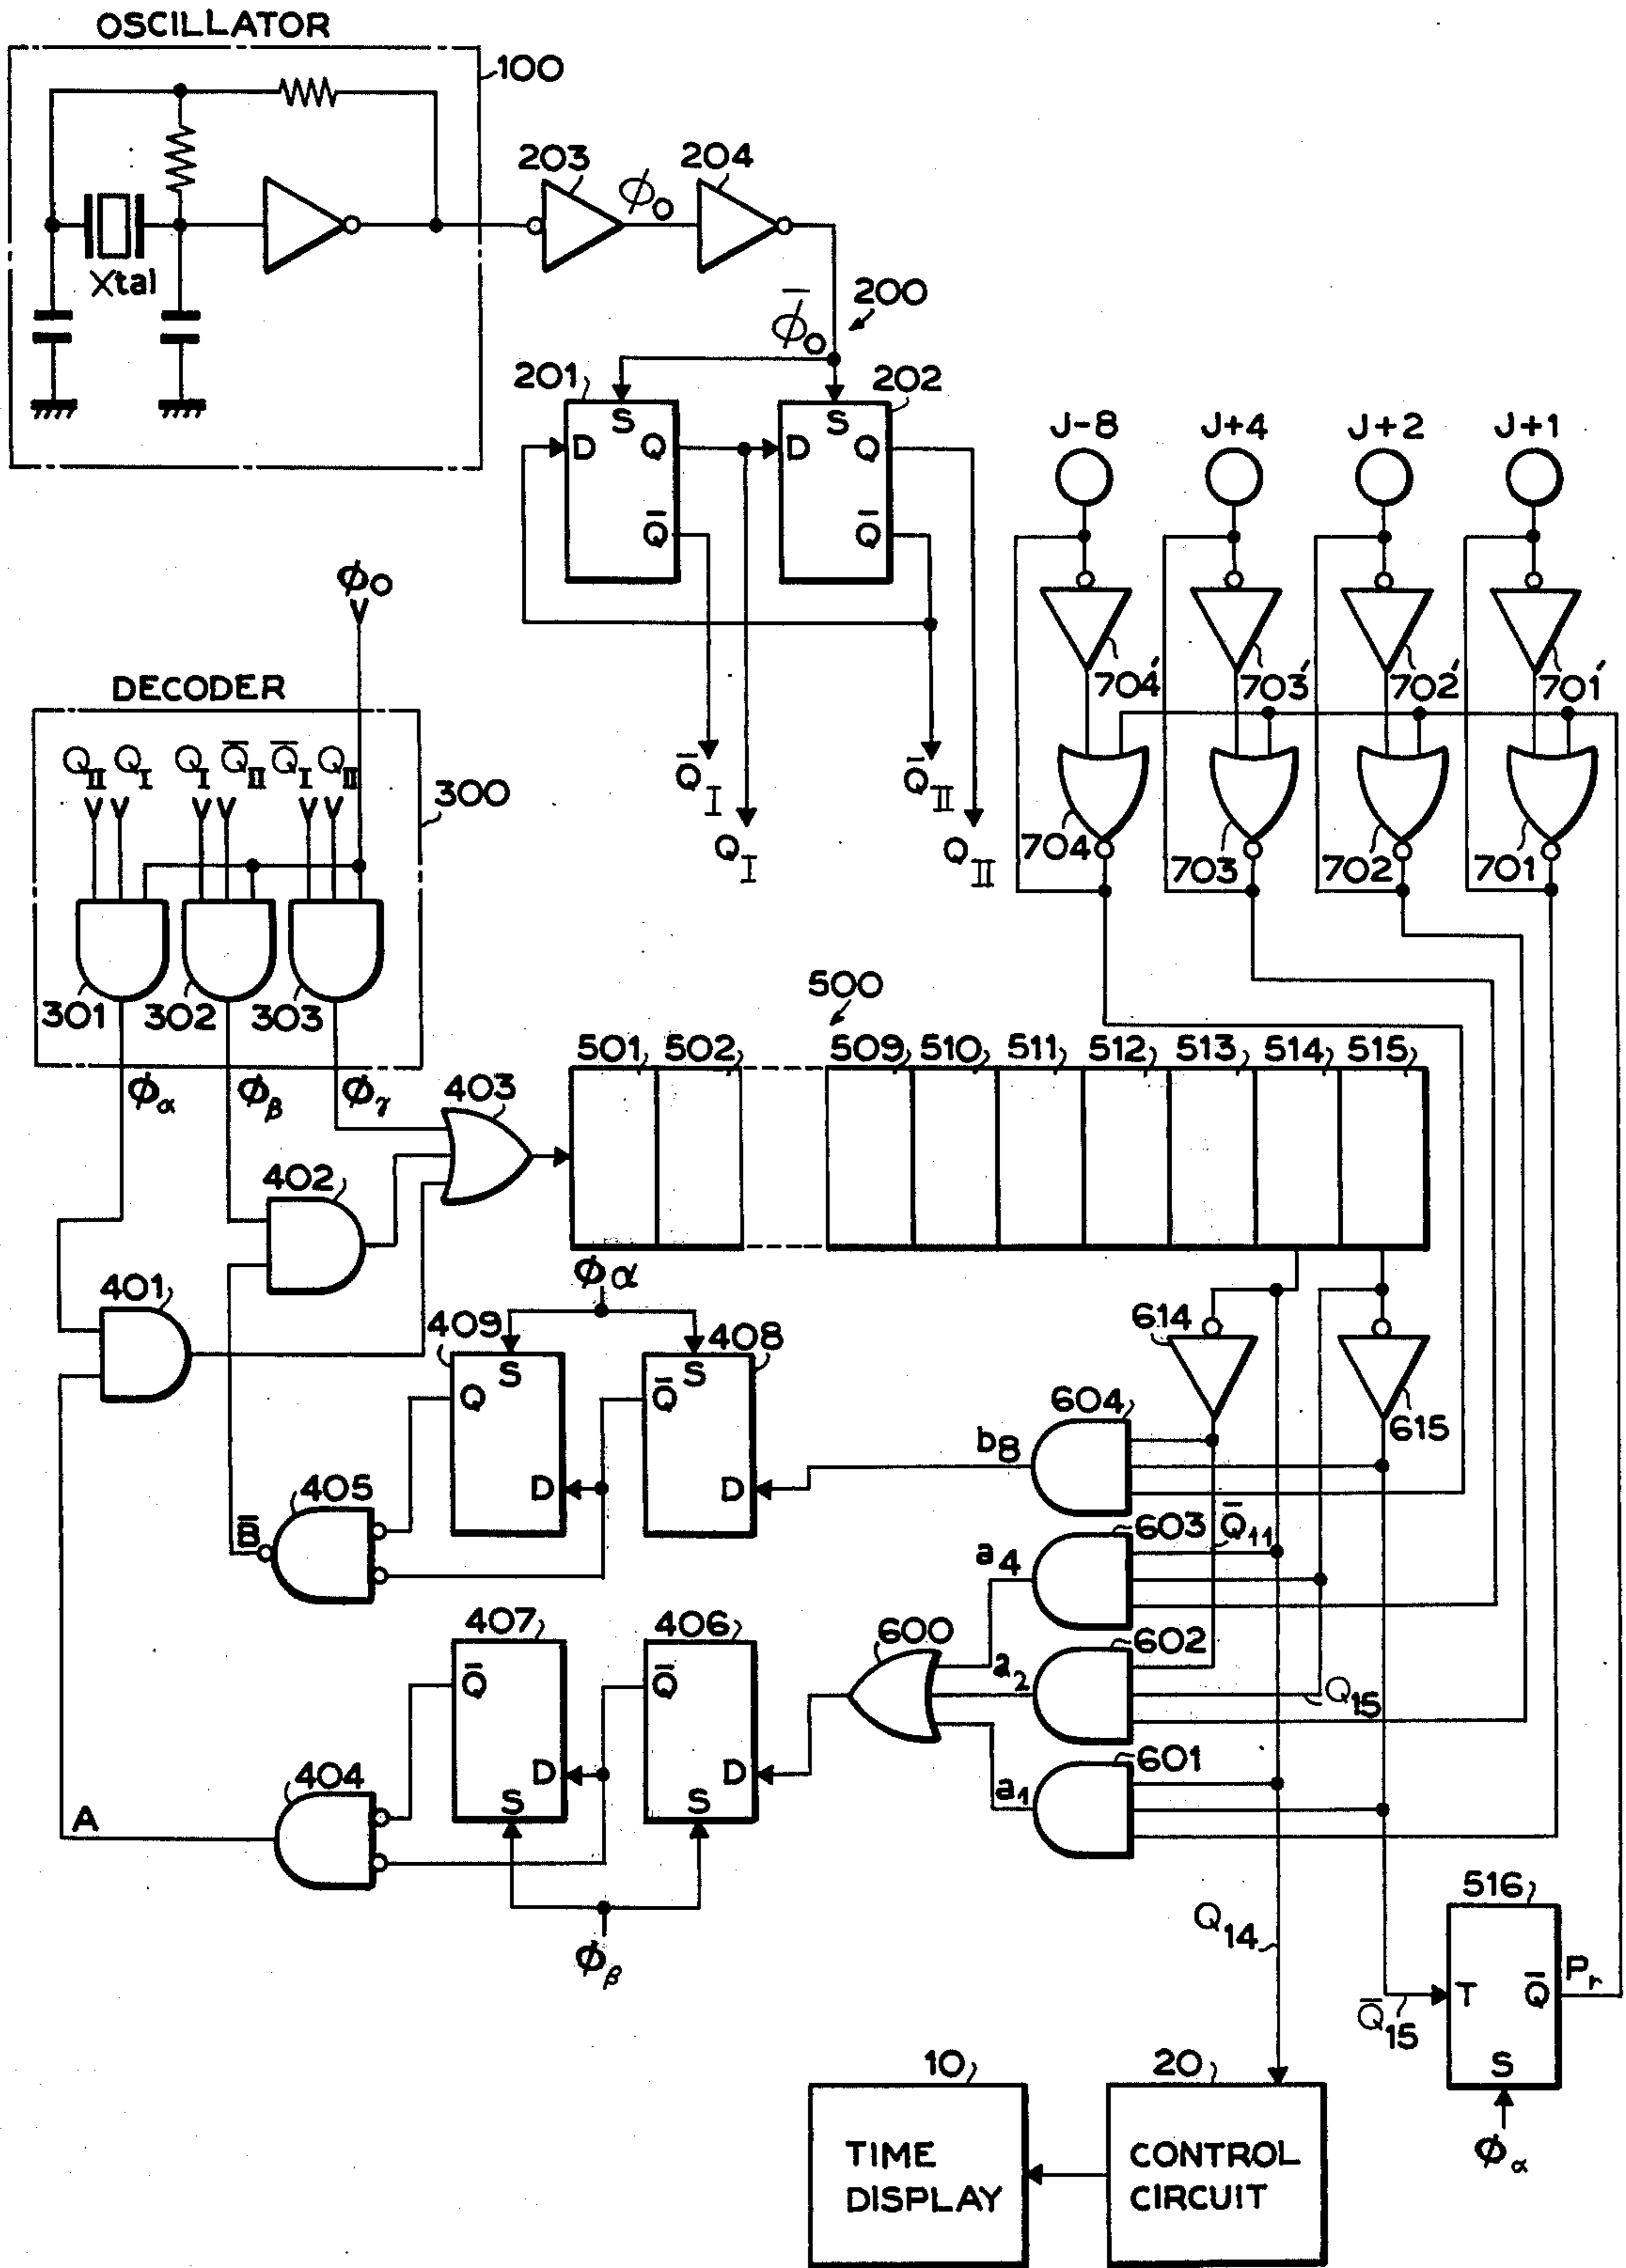 OSCILLATOR
100
Xtal
203
ϕ0
204
ϕ̄0
200
201
202
S
D
Q
Q̄
S
D
Q
Q̄
Q̄I
QI
Q̄II
QII
J-8
J+4
J+2
J+1
704'
703'
702'
701'
704
703
702
701
ϕ0
DECODER
QII QI QI Q̄II Q̄I QII
300
301
302
303
ϕα
ϕβ
ϕγ
403
500
501
502
509
510
511
512
513
514
515
402
401
ϕα
409
408
S
Q
D
S
Q̄
D
614
615
604
b8
405
B̄
603
a4
Q̄11
407
406
Q̄
D
S
Q̄
D
S
600
602
a2
Q15
601
a1
404
A
ϕβ
Q14
516
T
Q̄
Pr
Q̄15
S
ϕα
10
20
TIME
DISPLAY
CONTROL
CIRCUIT